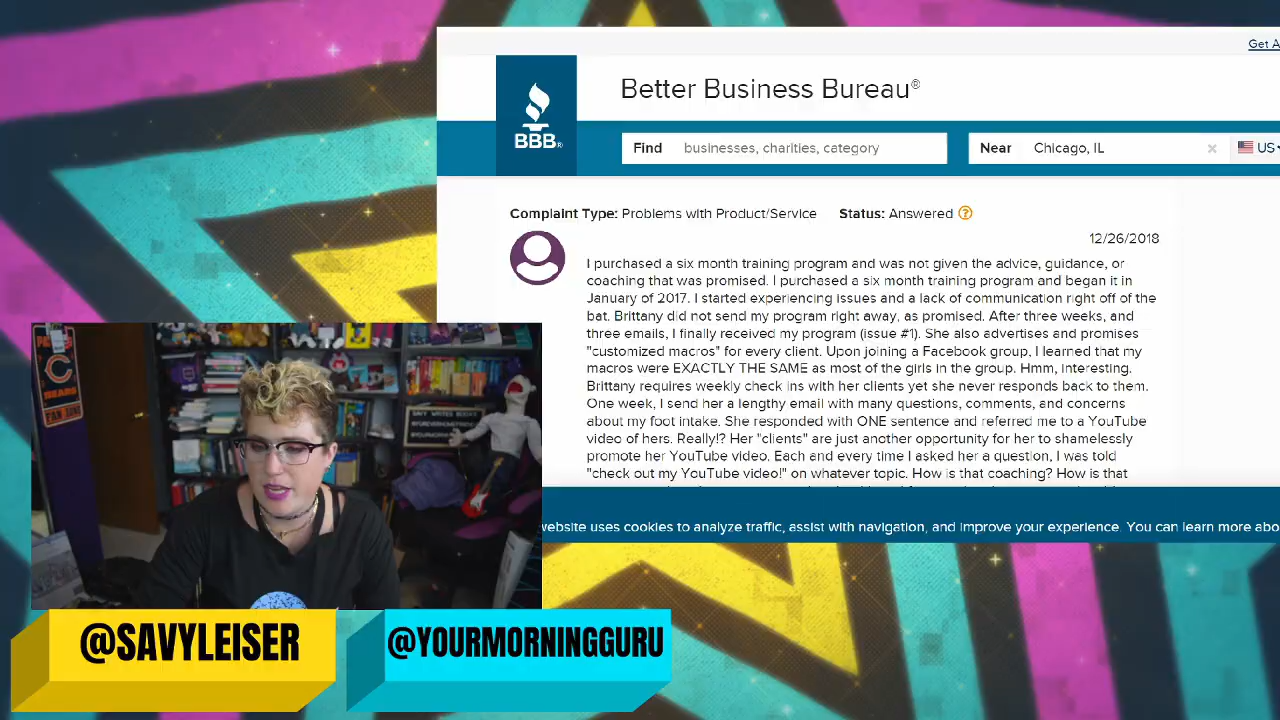 Get A
Better Business Bureau®
BBB®
Find businesses, charities, category
Near Chicago, IL × US
Complaint Type: Problems with Product/Service Status: Answered ?
12/26/2018
I purchased a six month training program and was not given the advice, guidance, or
coaching that was promised. I purchased a six month training program and began it in
January of 2017. I started experiencing issues and a lack of communication right off of the
bat. Brittany did not send my program right away, as promised. After three weeks, and
three emails, I finally received my program (issue #1). She also advertises and promises
"customized macros" for every client. Upon joining a Facebook group, I learned that my
macros were EXACTLY THE SAME as most of the girls in the group. Hmm, interesting.
Brittany requires weekly check ins with her clients yet she never responds back to them.
One week, I send her a lengthy email with many questions, comments, and concerns
about my foot intake. She responded with ONE sentence and referred me to a YouTube
video of hers. Really!? Her "clients" are just another opportunity for her to shamelessly
promote her YouTube video. Each and every time I asked her a question, I was told
"check out my YouTube video!" on whatever topic. How is that coaching? How is that
website uses cookies to analyze traffic, assist with navigation, and improve your experience. You can learn more abo
BEARS
FAN ZONE
SAVY WRITES BOOKS
@SAVYLEISER
@YOURMORNINGGURU